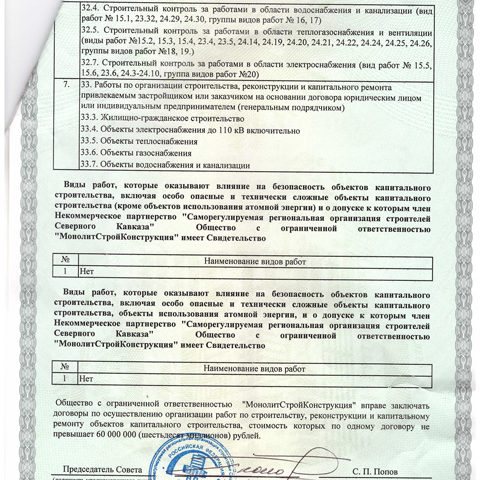 32.4. Строительный контроль за работами в области водоснабжения и канализации (вид
работ № 15.1, 23.32, 24.29, 24.30, группы видов работ № 16, 17)
32.5. Строительный контроль за работами в области теплогазоснабжения и вентиляции
(виды работ №15.2, 15.3, 15.4, 23.4, 23.5, 24.14, 24.19, 24.20, 24.21, 24.22, 24.24, 24.25, 24.26,
группы видов работ №18, 19.)
32.7. Строительный контроль за работами в области электроснабжения (вид работ № 15.5,
15.6, 23.6, 24.3-24.10, группа видов работ №20)
7. 33. Работы по организации строительства, реконструкции и капитального ремонта
привлекаемым застройщиком или заказчиком на основании договора юридическим лицом
или индивидуальным предпринимателем (генеральным подрядчиком)
33.3. Жилищно-гражданское строительство
33.4. Объекты электроснабжения до 110 кВ включительно
33.5. Объекты теплоснабжения
33.6. Объекты газоснабжения
33.7. Объекты водоснабжения и канализации
Виды работ, которые оказывают влияние на безопасность объектов капитального
строительства, включая особо опасные и технически сложные объекты капитального
строительства (кроме объектов использования атомной энергии) и о допуске к которым член
Некоммерческое партнерство "Саморегулируемая региональная организация строителей
Северного Кавказа" Общество с ограниченной ответственностью
"МонолитСтройКонструкция" имеет Свидетельство
№ Наименование видов работ
1 Нет
Виды работ, которые оказывают влияние на безопасность объектов капитального
строительства, включая особо опасные и технически сложные объекты капитального
строительства, объекты использования атомной энергии, и о допуске к которым член
Некоммерческое партнерство "Саморегулируемая региональная организация строителей
Северного Кавказа" Общество с ограниченной ответственностью
"МонолитСтройКонструкция" имеет Свидетельство
№ Наименование видов работ
1 Нет
Общество с ограниченной ответственностью "МонолитСтройКонструкция" вправе заключать
договоры по осуществлению организации работ по строительству, реконструкции и капитальному
ремонту объектов капитального строительства, стоимость которых по одному договору не
превышает 60 000 000 (шестьдесят миллионов) рублей.
РОССИЙСКАЯ ФЕДЕРАЦИЯ
Председатель Совета С. П. Попов